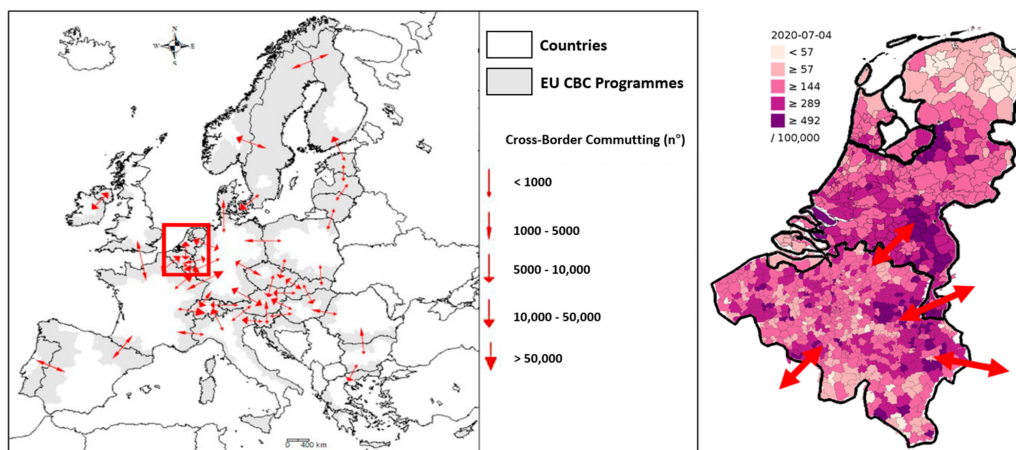 N
W
E
S
Countries
EU CBC Programmes
Cross-Border Commutting (n°)
< 1000
1000 - 5000
5000 - 10,000
10,000 - 50,000
> 50,000
0 400 km
2020-07-04
< 57
≥ 57
≥ 144
≥ 289
≥ 492
/ 100,000